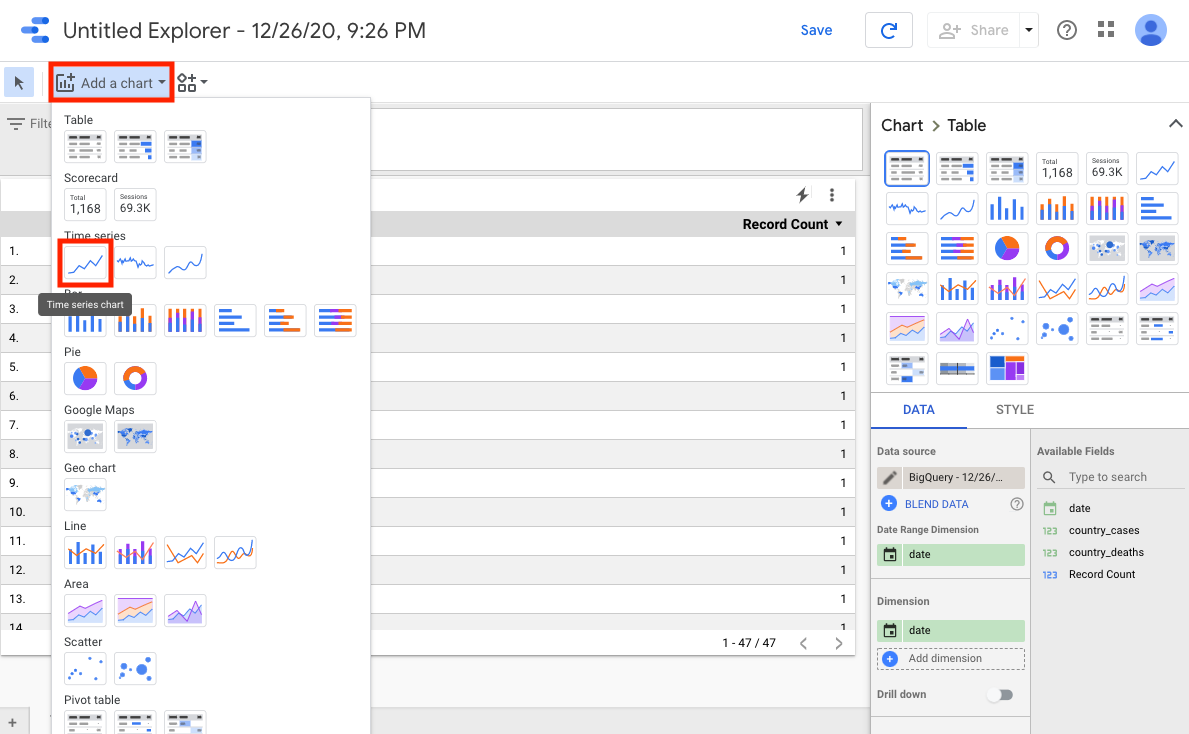 Untitled Explorer - 12/26/20, 9:26 PM
Save
Share
Add a chart
Filte
Table
Scorecard
Total
1,168
Sessions
69.3K
Time series
Time series chart
Pie
Google Maps
Geo chart
Line
Area
Scatter
Pivot table
Record Count
1. 1
2. 1
3. 1
4. 1
5. 1
6. 1
7. 1
8. 1
9. 1
10. 1
11. 1
12. 1
13. 1
14. 1
1 - 47 / 47
+
Chart > Table
Total
1,168
Sessions
69.3K
DATA STYLE
Data source
BigQuery - 12/26/...
BLEND DATA
Date Range Dimension
date
Dimension
date
Add dimension
Drill down
Available Fields
Type to search
date
123 country_cases
123 country_deaths
123 Record Count